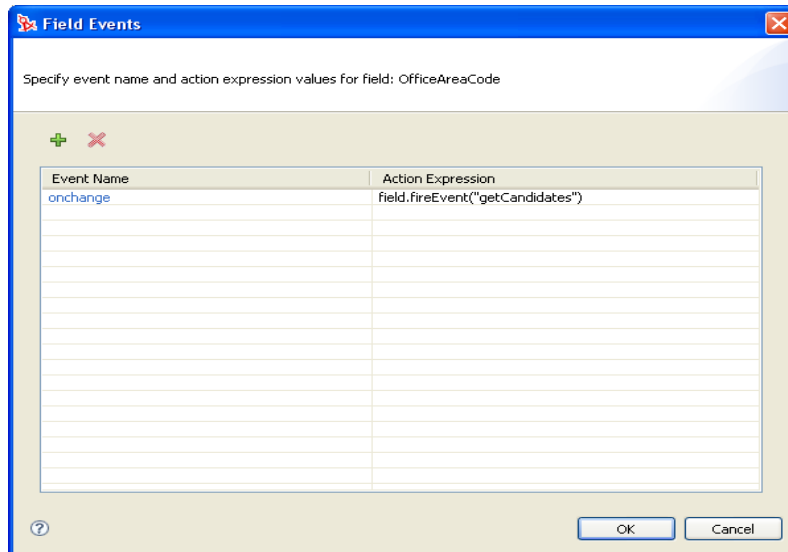 Field Events
Specify event name and action expression values for field: OfficeAreaCode
Event Name Action Expression
onchange field.fireEvent("getCandidates")
? OK Cancel